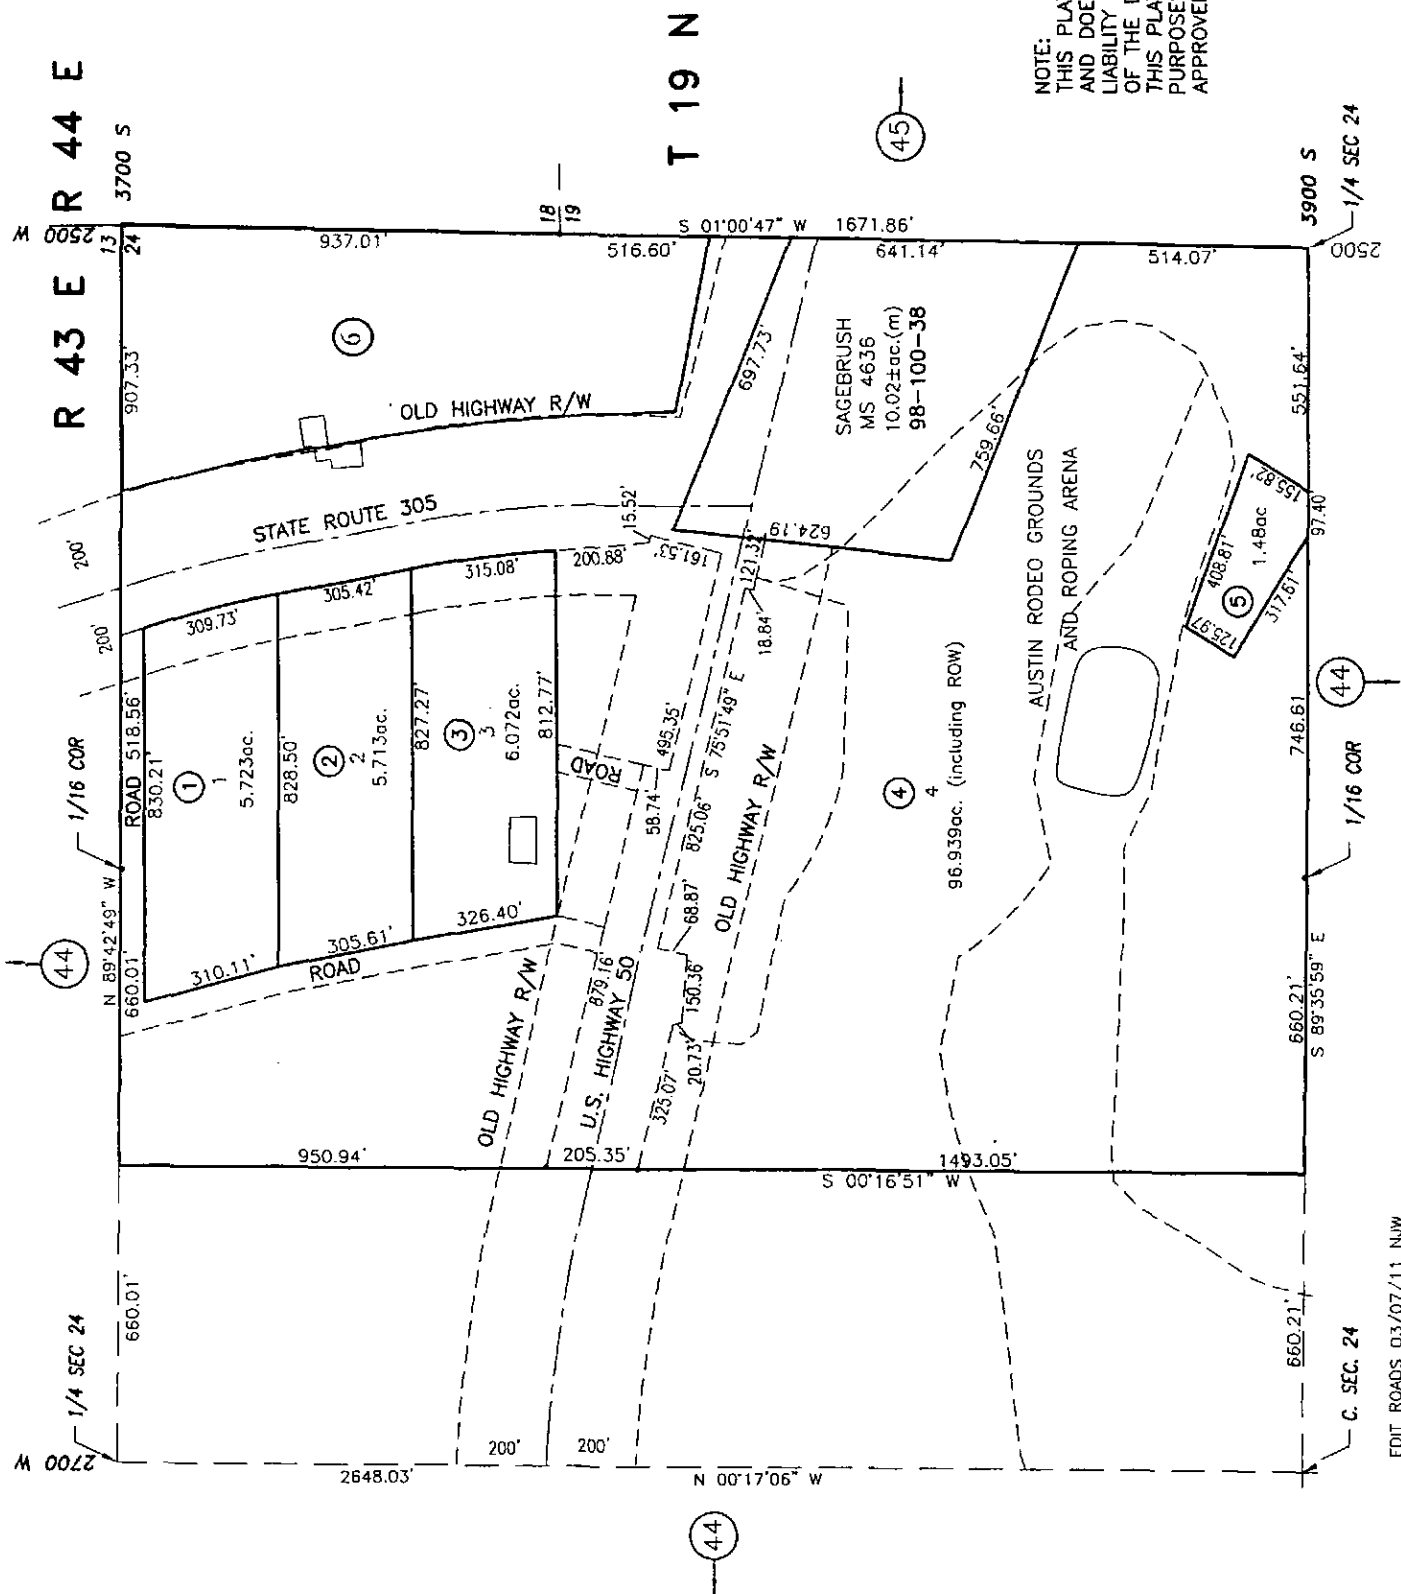 R 43 E R 44 E
T 19 N
2500 W
2700 W
3700 S
3900 S
2500
13
24
18
19
1/4 SEC 24
1/16 COR
1/4 SEC 24
1/16 COR
C. SEC. 24
N 89°42'49" W
660.01'
660.01'
907.33'
200'
200'
ROAD 518.56'
830.21'
1
1
5.723ac.
828.50'
2
2
5.713ac.
827.27'
3
3
6.072ac.
812.77'
309.73'
305.42'
315.08'
310.11'
305.61'
326.40'
ROAD
STATE ROUTE 305
OLD HIGHWAY R/W
6
937.01'
516.60'
S 01°00'47" W 1671.86'
641.14'
514.07'
45
44
44
44
200.88'
15.52'
161.53'
121.32'
18.84'
495.35'
58.74'
ROAD
S 75°51'49" E
825.06'
68.87'
150.36'
20.73'
325.07'
879.16'
U.S. HIGHWAY 50
OLD HIGHWAY R/W
OLD HIGHWAY R/W
950.94'
205.35'
1493.05'
S 00°16'51" W
200'
200'
2648.03'
N 00°17'06" W
697.73'
624.19
759.66'
SAGEBRUSH
MS 4636
10.02±ac.(m)
98-100-38
AUSTIN RODEO GROUNDS
AND ROPING ARENA
4
4
96.939ac. (including ROW)
5
1.48ac
408.81'
155.82'
125.97
317.61'
97.40'
551.64'
746.61
660.21'
S 89°35'59" E
660.21'
NOTE:
THIS PLA
AND DOE
LIABILITY
OF THE
THIS PLA
PURPOSE
APPROVE
EDIT ROADS 03/07/11 NJW